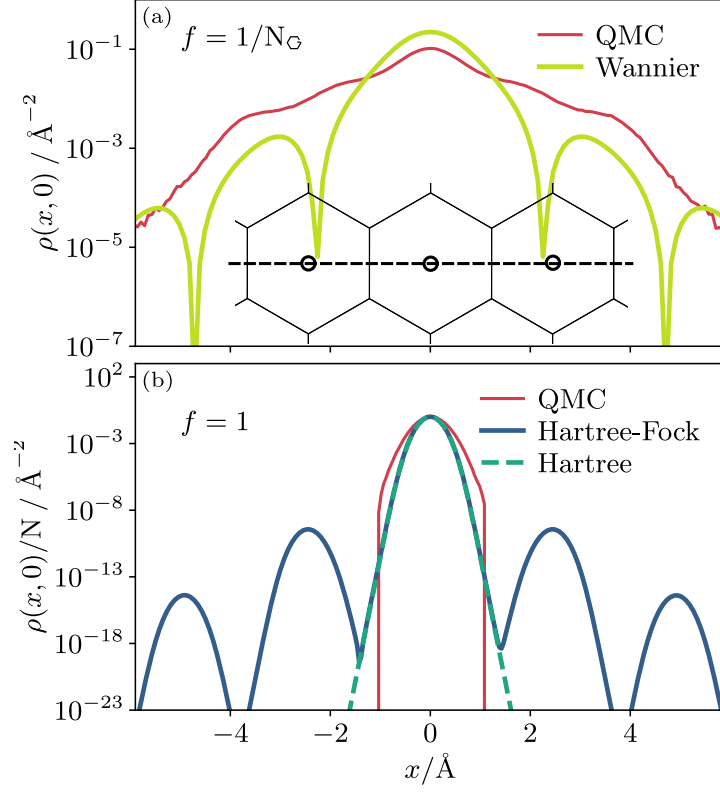 (a)
f = 1/N⌬
QMC
Wannier
10⁻¹
10⁻³
10⁻⁵
10⁻⁷
ρ(x, 0) / Å⁻²
(b)
f = 1
QMC
Hartree-Fock
Hartree
10²
10⁻³
10⁻⁸
10⁻¹³
10⁻¹⁸
10⁻²³
ρ(x, 0)/N / Å⁻²
−4 −2 0 2 4
x/Å